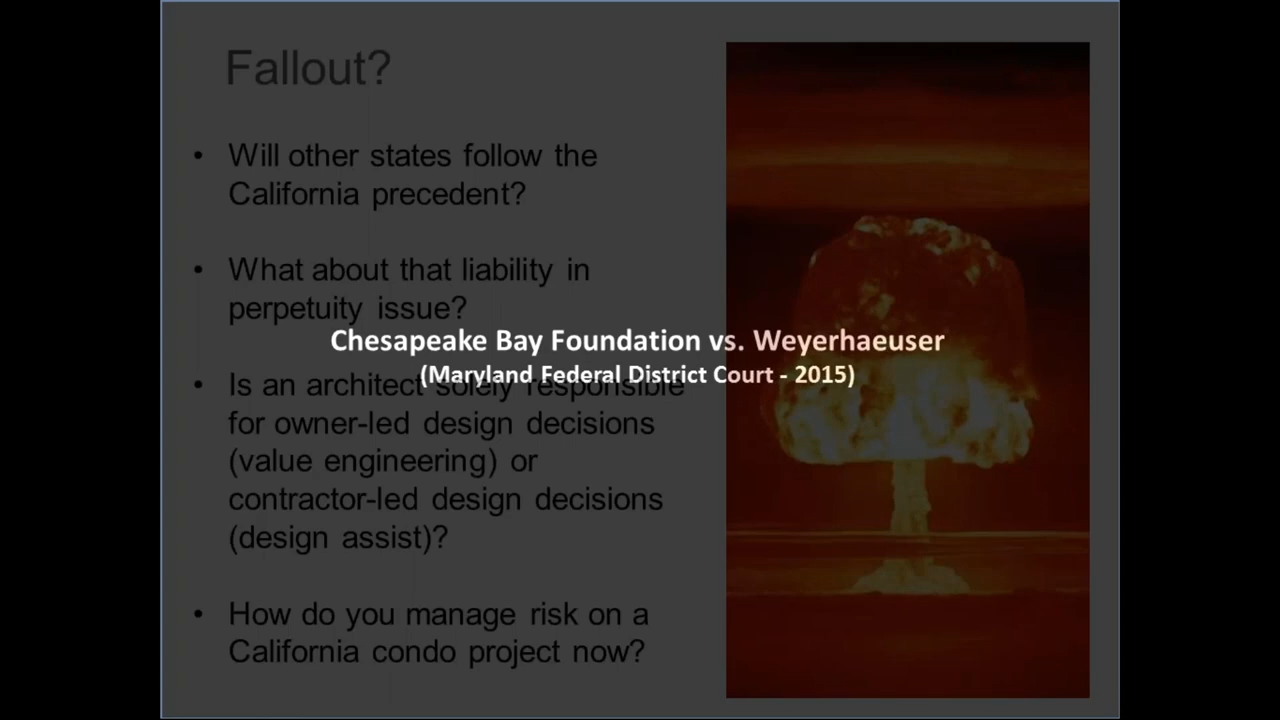 Fallout?
• Will other states follow the
California precedent?
• What about that liability in
perpetuity issue?
Chesapeake Bay Foundation vs. Weyerhaeuser
(Maryland Federal District Court - 2015)
• Is an architect solely responsible
for owner-led design decisions
(value engineering) or
contractor-led design decisions
(design assist)?
• How do you manage risk on a
California condo project now?